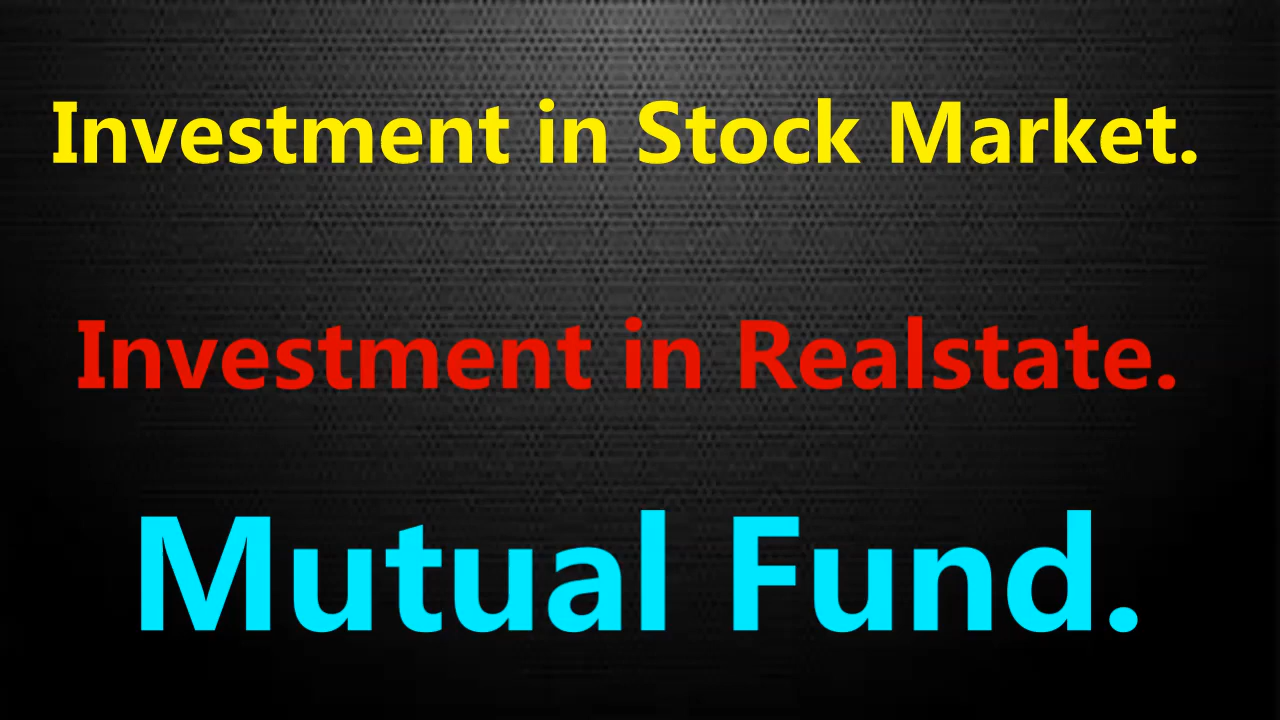 Investment in Stock Market.
Investment in Realstate.
Mutual Fund.